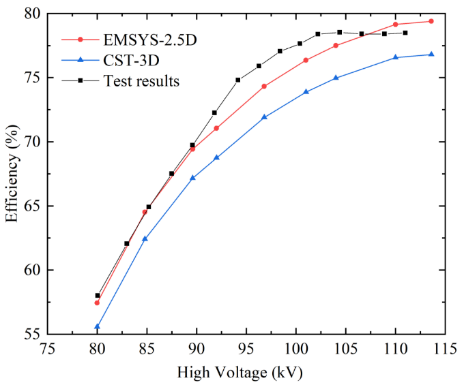 80
75
70
65
60
55
Efficiency (%)
EMSYS-2.5D
CST-3D
Test results
75 80 85 90 95 100 105 110 115
High Voltage (kV)